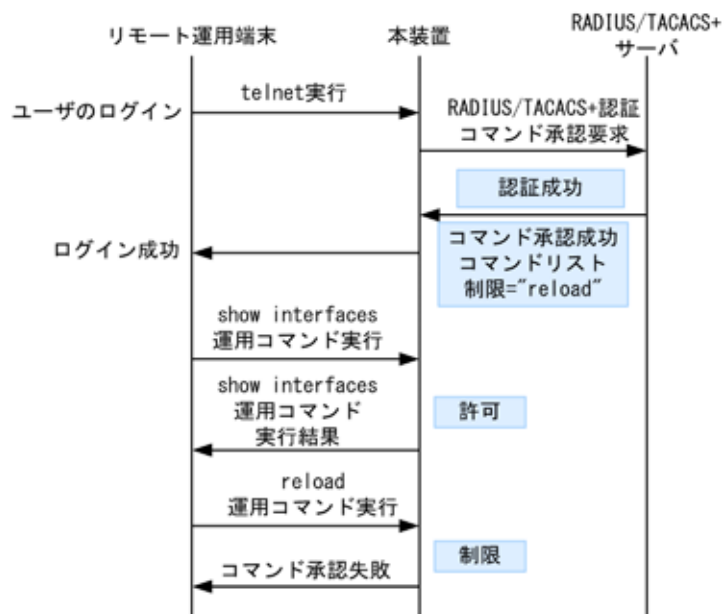 リモート運用端末
本装置
RADIUS/TACACS+
サーバ
ユーザのログイン
telnet実行
RADIUS/TACACS+認証
コマンド承認要求
認証成功
ログイン成功
コマンド承認成功
コマンドリスト
制限="reload"
show interfaces
運用コマンド実行
show interfaces
運用コマンド
実行結果
許可
reload
運用コマンド実行
制限
コマンド承認失敗